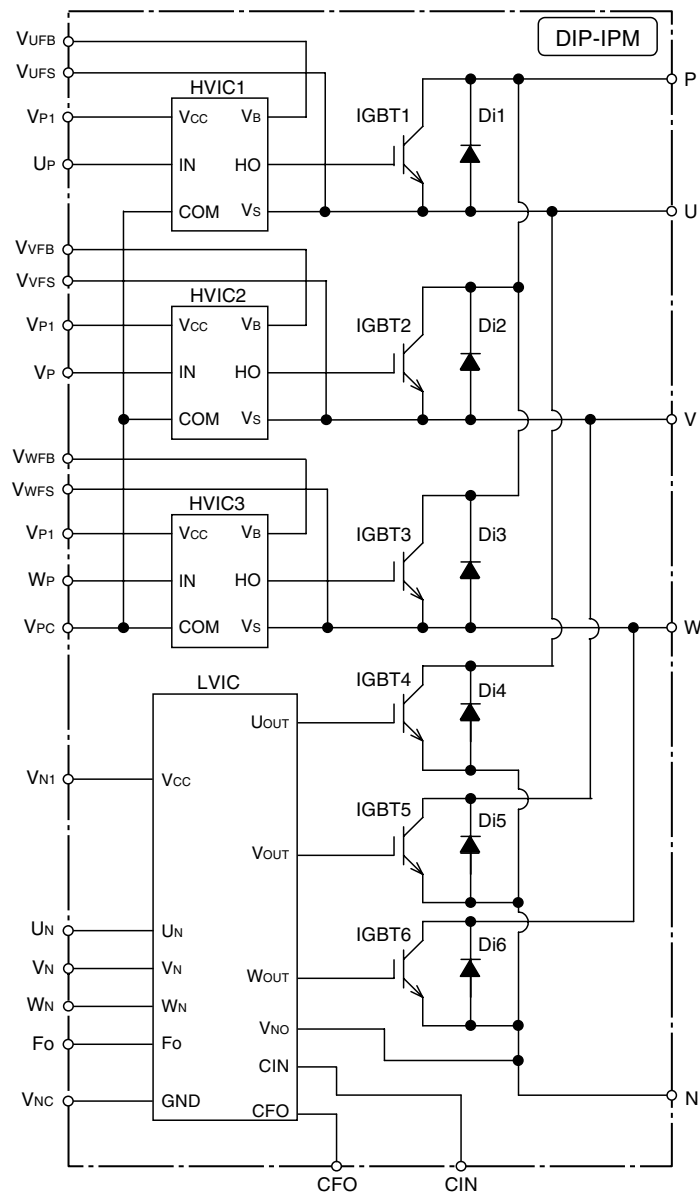 DIP-IPM
VUFB
VUFS
HVIC1
VP1
VCC
VB
IGBT1
Di1
P
UP
IN
HO
COM
VS
U
VVFB
VVFS
HVIC2
VP1
VCC
VB
IGBT2
Di2
VP
IN
HO
COM
VS
V
VWFB
VWFS
HVIC3
VP1
VCC
VB
IGBT3
Di3
WP
IN
HO
VPC
COM
VS
W
LVIC
IGBT4
Di4
UOUT
VN1
VCC
IGBT5
Di5
VOUT
IGBT6
Di6
UN
UN
VN
VN
WOUT
WN
WN
VNO
Fo
Fo
CIN
VNC
GND
CFO
N
CFO
CIN